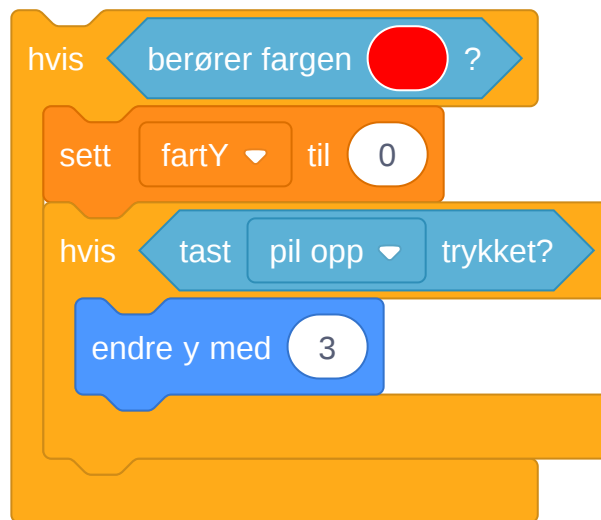 hvis berører fargen ?
sett fartY til 0
hvis tast pil opp trykket?
endre y med 3